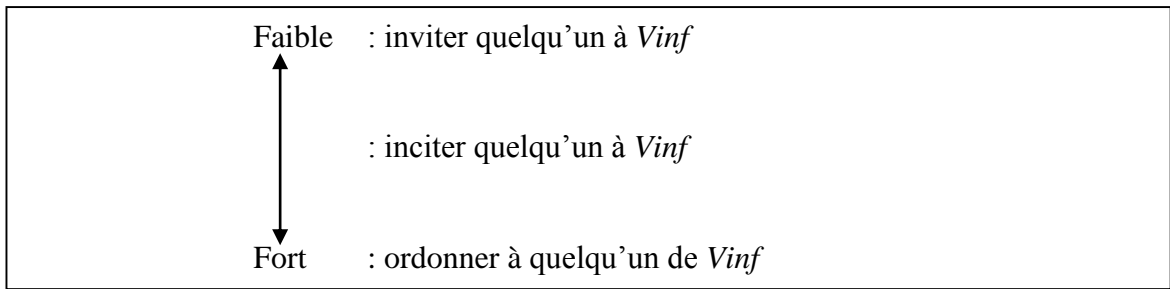 Faible : inviter quelqu’un à Vinf
: inciter quelqu’un à Vinf
Fort : ordonner à quelqu’un de Vinf